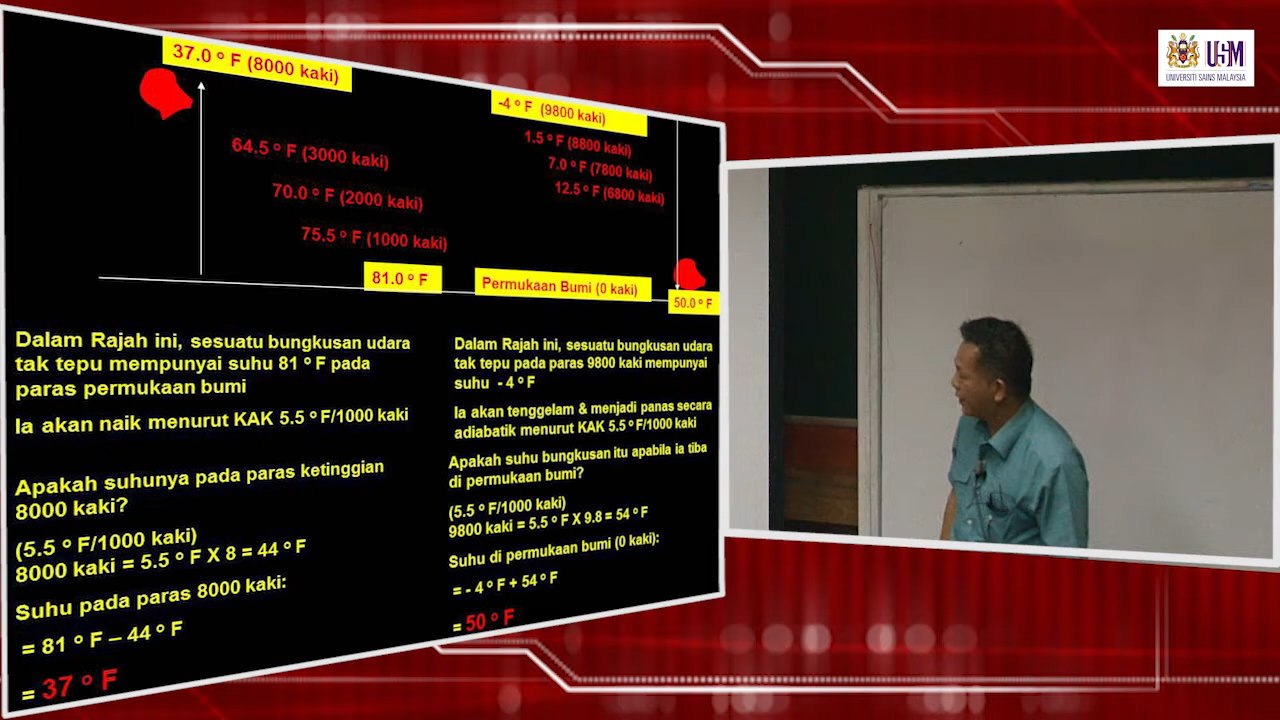 37.0 º F (8000 kaki)
64.5 º F (3000 kaki)
70.0 º F (2000 kaki)
75.5 º F (1000 kaki)
81.0 º F
-4 º F (9800 kaki)
1.5 º F (8800 kaki)
7.0 º F (7800 kaki)
12.5 º F (6800 kaki)
Permukaan Bumi (0 kaki)
50.0 º F
Dalam Rajah ini, sesuatu bungkusan udara
tak tepu mempunyai suhu 81 º F pada
paras permukaan bumi
Ia akan naik menurut KAK 5.5 º F/1000 kaki
Apakah suhunya pada paras ketinggian
8000 kaki?
(5.5 º F/1000 kaki)
8000 kaki = 5.5 º F X 8 = 44 º F
Suhu pada paras 8000 kaki:
= 81 º F – 44 º F
= 37 º F
Dalam Rajah ini, sesuatu bungkusan udara
tak tepu pada paras 9800 kaki mempunyai
suhu - 4 º F
Ia akan tenggelam & menjadi panas secara
adiabatik menurut KAK 5.5 º F/1000 kaki
Apakah suhu bungkusan itu apabila ia tiba
di permukaan bumi?
(5.5 º F/1000 kaki)
9800 kaki = 5.5 º F X 9.8 = 54 º F
Suhu di permukaan bumi (0 kaki):
= - 4 º F + 54 º F
= 50 º F
USM
UNIVERSITI SAINS MALAYSIA